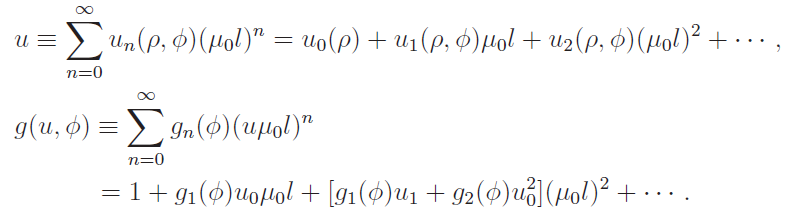 u ≡ ∑_{n=0}^{∞} u_n(ρ, ϕ)(μ_0 l)^n = u_0(ρ) + u_1(ρ, ϕ)μ_0 l + u_2(ρ, ϕ)(μ_0 l)^2 + ⋯ ,
g(u, ϕ) ≡ ∑_{n=0}^{∞} g_n(ϕ)(uμ_0 l)^n
= 1 + g_1(ϕ)u_0 μ_0 l + [g_1(ϕ)u_1 + g_2(ϕ)u_0^2](μ_0 l)^2 + ⋯ .